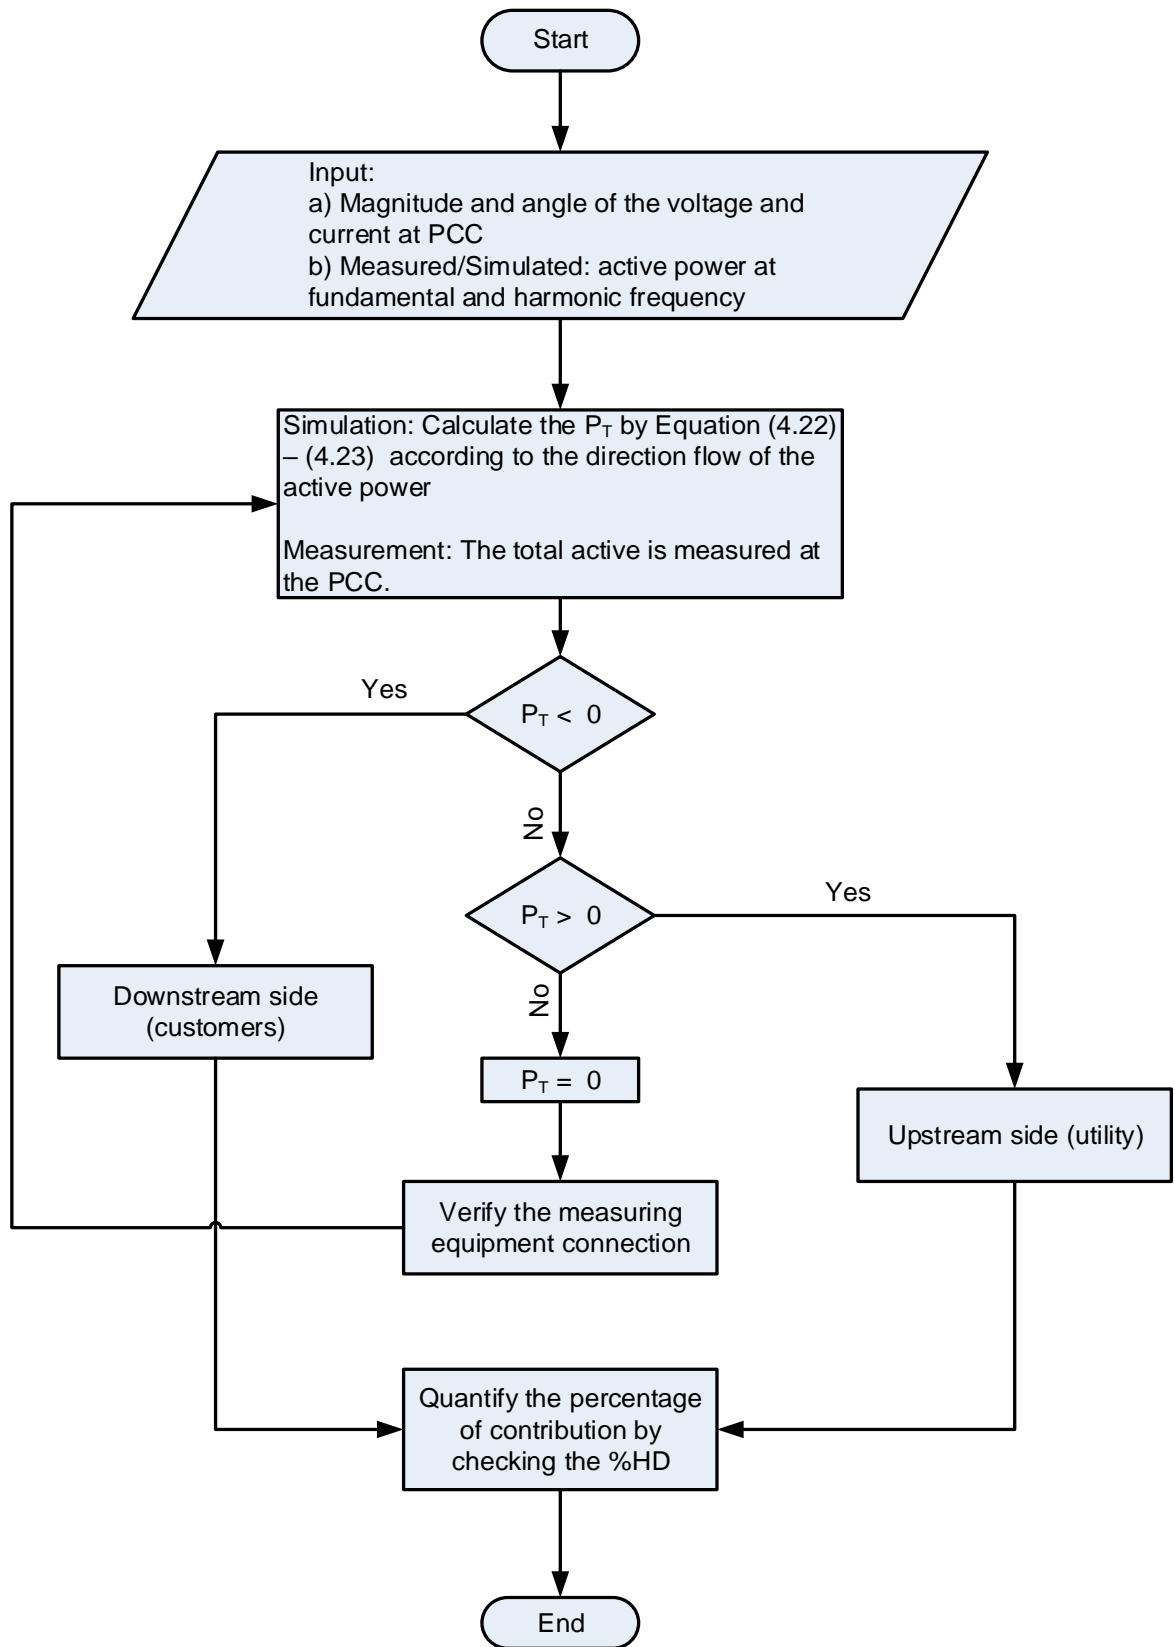 Start
Input:
a) Magnitude and angle of the voltage and
current at PCC
b) Measured/Simulated: active power at
fundamental and harmonic frequency
Simulation: Calculate the P_T by Equation (4.22)
– (4.23)  according to the direction flow of the
active power
Measurement: The total active is measured at
the PCC.
P_T <  0
Yes
No
P_T >  0
Yes
No
Downstream side
(customers)
P_T =  0
Upstream side (utility)
Verify the measuring
equipment connection
Quantify the percentage
of contribution by
checking the %HD
End